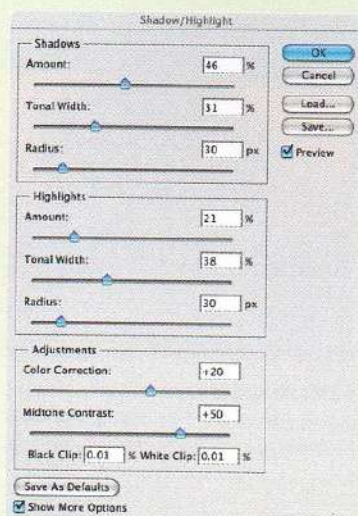 Shadow/Highlight
Shadows
Amount: 46 %
Tonal Width: 31 %
Radius: 30 px
OK
Cancel
Load...
Save...
Preview
Highlights
Amount: 21 %
Tonal Width: 38 %
Radius: 30 px
Adjustments
Color Correction: +20
Midtone Contrast: +50
Black Clip: 0.01 % White Clip: 0.01 %
Save As Defaults
Show More Options